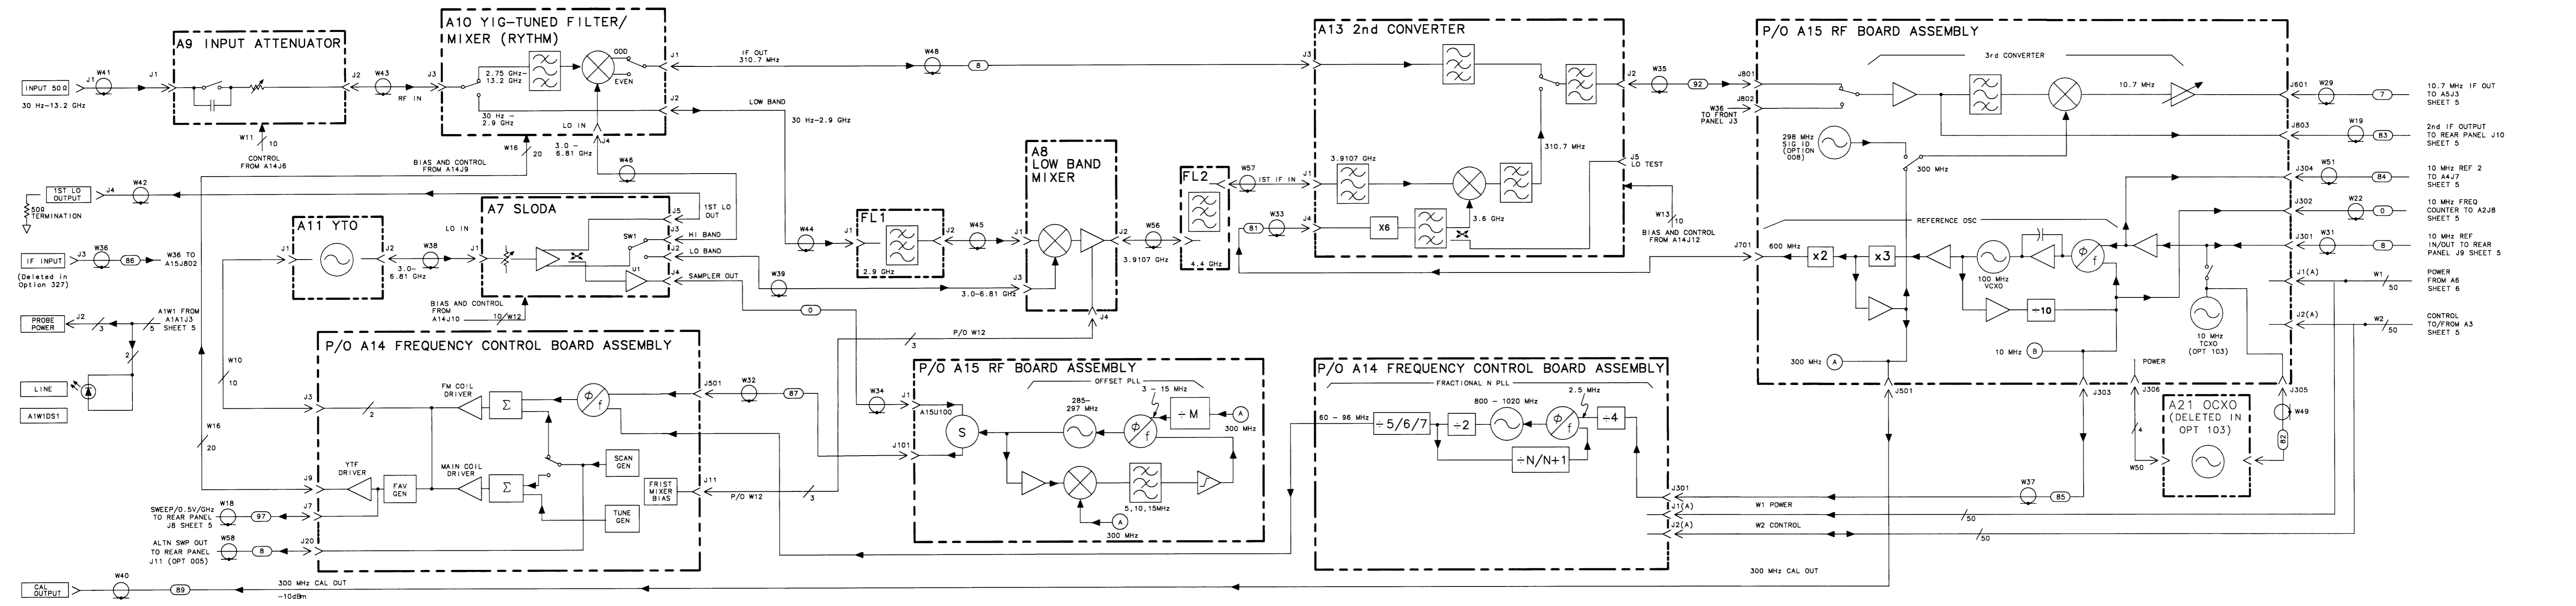 A9 INPUT ATTENUATOR
INPUT 50Ω
30 Hz-13.2 GHz
J1
W41
J1
J2
W43
J3
RF IN
W11
10
CONTROL
FROM A14J6
A10 YIG-TUNED FILTER/
MIXER (RYTHM)
2.75 GHz-
13.2 GHz
ODD
EVEN
30 Hz -
2.9 GHz
LO IN
J1
J2
J4
W16
20
3.0 -
6.81 GHz
BIAS AND CONTROL
FROM A14J9
IF OUT
310.7 MHz
W48
8
LOW BAND
30 Hz-2.9 GHz
W46
1ST LO
OUTPUT
J4
W42
50Ω
TERMINATION
A11 YTO
J1
J2
W38
3.0-
6.81 GHz
LO IN
A7 SLODA
J1
SW1
U1
J5
J3
J2
J4
1ST LO
OUT
HI BAND
LO BAND
SAMPLER OUT
BIAS AND CONTROL
FROM
A14J10
10
W12
IF INPUT
J3
W36
86
W36 TO
A15J802
(Deleted in
Option 327)
PROBE
POWER
J2
3
5
A1W1 FROM
A1A1J3
SHEET 5
2
LINE
A1W1DS1
W10
10
W16
20
W44
FL1
J1
J2
2.9 GHz
W45
W39
3.0-6.81 GHz
0
A8
LOW BAND
MIXER
J1
J3
J2
J4
W56
3.9107 GHz
FL2
4.4 GHz
W57
1ST IF IN
81
W33
A13 2nd CONVERTER
J3
J1
J4
3.9107 GHz
X6
3.6 GHz
310.7 MHz
J2
J5
LO TEST
W13
10
BIAS AND CONTROL
FROM A14J12
W35
92
P/O A15 RF BOARD ASSEMBLY
3rd CONVERTER
J801
J802
W36
TO FRONT
PANEL J3
298 MHz
SIG ID
(OPTION
008)
300 MHz
10.7 MHz
J601
W29
7
10.7 MHz IF OUT
TO A5J3
SHEET 5
J803
W19
83
2nd IF OUTPUT
TO REAR PANEL J10
SHEET 5
J304
W51
84
10 MHz REF 2
TO A4J7
SHEET 5
J302
W22
0
10 MHz FREQ
COUNTER TO A2J8
SHEET 5
J301
W31
8
10 MHz REF
IN/OUT TO REAR
PANEL J9 SHEET 5
J1(A)
W1
50
POWER
FROM A6
SHEET 6
J2(A)
W2
50
CONTROL
TO/FROM A3
SHEET 5
REFERENCE OSC
J701
600 MHz
x2
x3
100 MHz
VCXO
ϕ/f
÷10
10 MHz
TCXO
(OPT 103)
300 MHz
A
10 MHz
B
POWER
J501
J303
J306
J305
W49
82
A21 OCXO
(DELETED IN
OPT 103)
4
W50
P/O A14 FREQUENCY CONTROL BOARD ASSEMBLY
J3
2
FM COIL
DRIVER
Σ
ϕ/f
J501
W32
87
J9
YTF
DRIVER
FAV
GEN
MAIN COIL
DRIVER
Σ
SCAN
GEN
TUNE
GEN
FRIST
MIXER
BIAS
J11
P/O W12
3
P/O W12
3
J7
J20
W18
97
SWEEP/0.5V/GHz
TO REAR PANEL
J8 SHEET 5
W58
8
ALTN SWP OUT
TO REAR PANEL
J11 (OPT 005)
P/O A15 RF BOARD ASSEMBLY
OFFSET PLL
W34
J1
A15U100
S
J101
285-
297 MHz
3 - 15 MHz
ϕ/f
÷M
A
300 MHz
5,10,15MHz
A
300 MHz
P/O A14 FREQUENCY CONTROL BOARD ASSEMBLY
FRACTIONAL N PLL
60 - 96 MHz
÷5/6/7
÷2
800 - 1020 MHz
2.5 MHz
ϕ/f
÷4
÷N/N+1
J301
J1(A)
J2(A)
W37
85
W1 POWER
50
W2 CONTROL
50
CAL
OUTPUT
W40
89
300 MHz CAL OUT
-10dBm
300 MHz CAL OUT